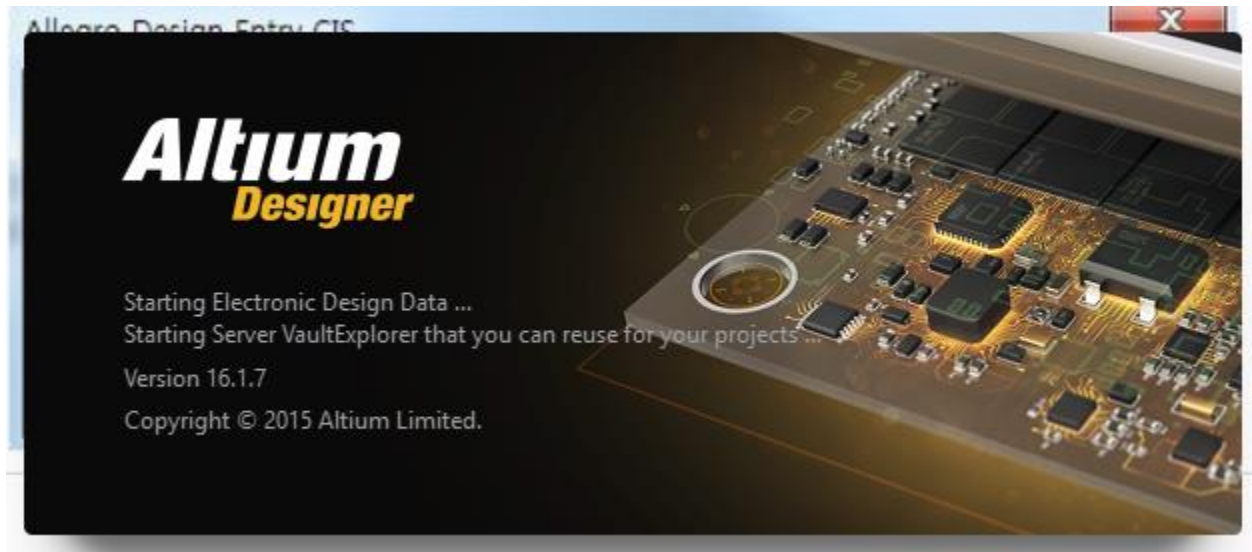 Allegro Design Entry CIS
Altium
Designer
Starting Electronic Design Data ...
Starting Server VaultExplorer that you can reuse for your projects ...
Version 16.1.7
Copyright © 2015 Altium Limited.